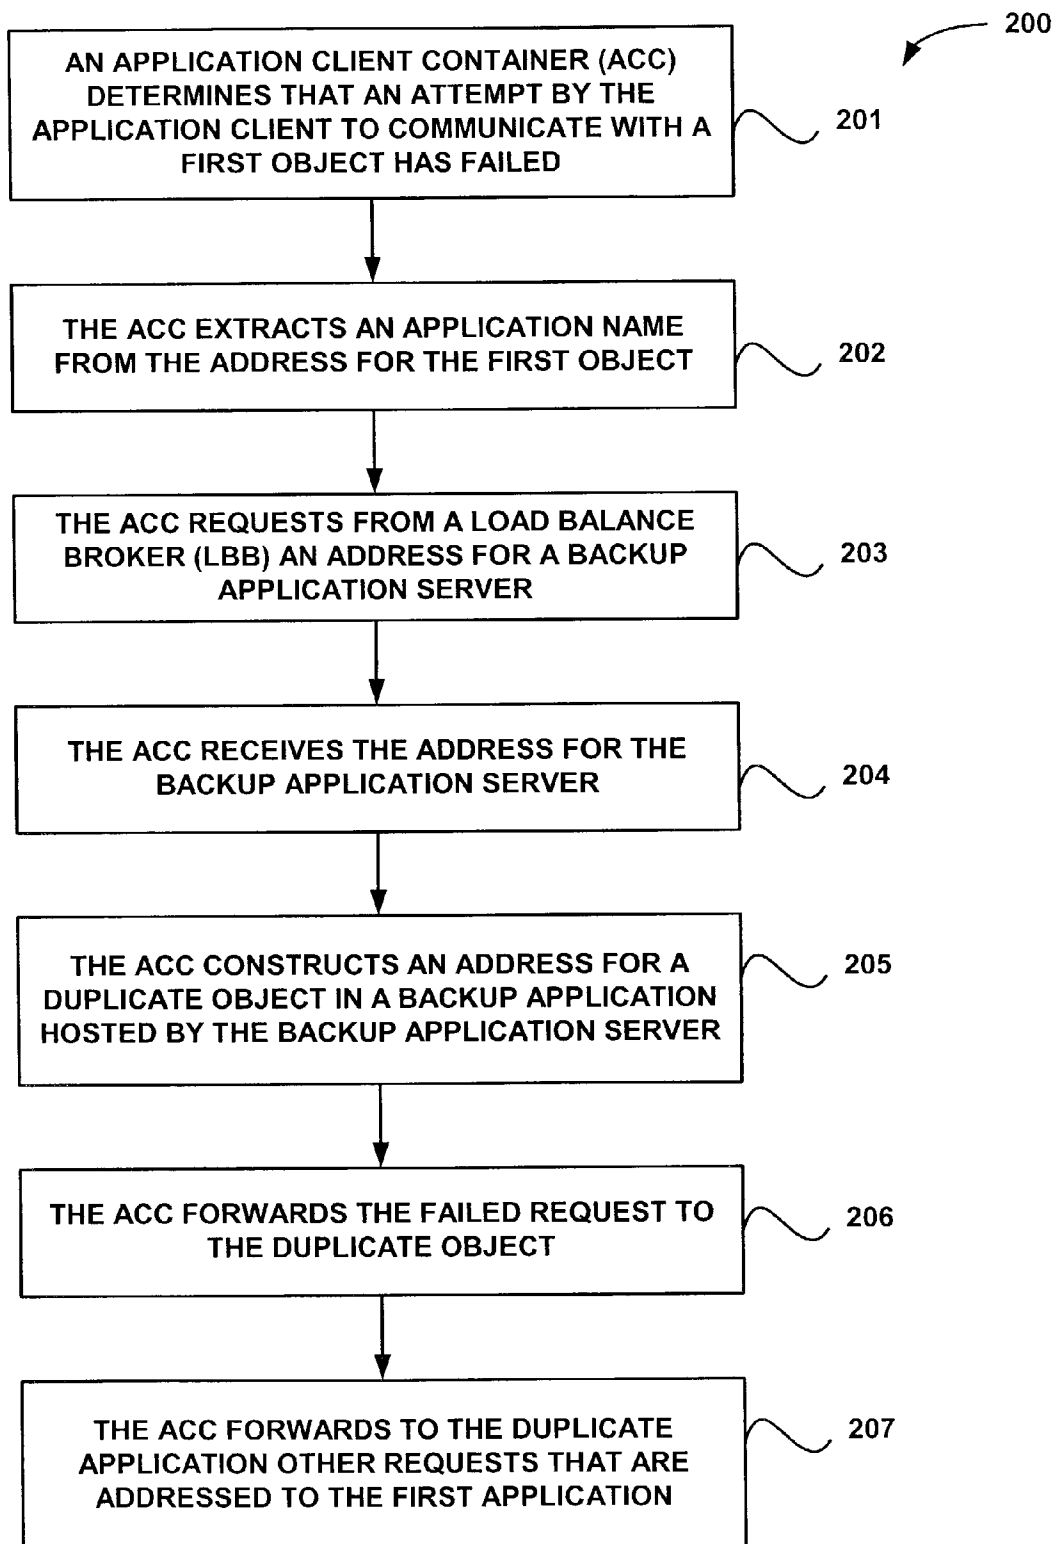 200
AN APPLICATION CLIENT CONTAINER (ACC)
DETERMINES THAT AN ATTEMPT BY THE
APPLICATION CLIENT TO COMMUNICATE WITH A
FIRST OBJECT HAS FAILED
201
THE ACC EXTRACTS AN APPLICATION NAME
FROM THE ADDRESS FOR THE FIRST OBJECT
202
THE ACC REQUESTS FROM A LOAD BALANCE
BROKER (LBB) AN ADDRESS FOR A BACKUP
APPLICATION SERVER
203
THE ACC RECEIVES THE ADDRESS FOR THE
BACKUP APPLICATION SERVER
204
THE ACC CONSTRUCTS AN ADDRESS FOR A
DUPLICATE OBJECT IN A BACKUP APPLICATION
HOSTED BY THE BACKUP APPLICATION SERVER
205
THE ACC FORWARDS THE FAILED REQUEST TO
THE DUPLICATE OBJECT
206
THE ACC FORWARDS TO THE DUPLICATE
APPLICATION OTHER REQUESTS THAT ARE
ADDRESSED TO THE FIRST APPLICATION
207